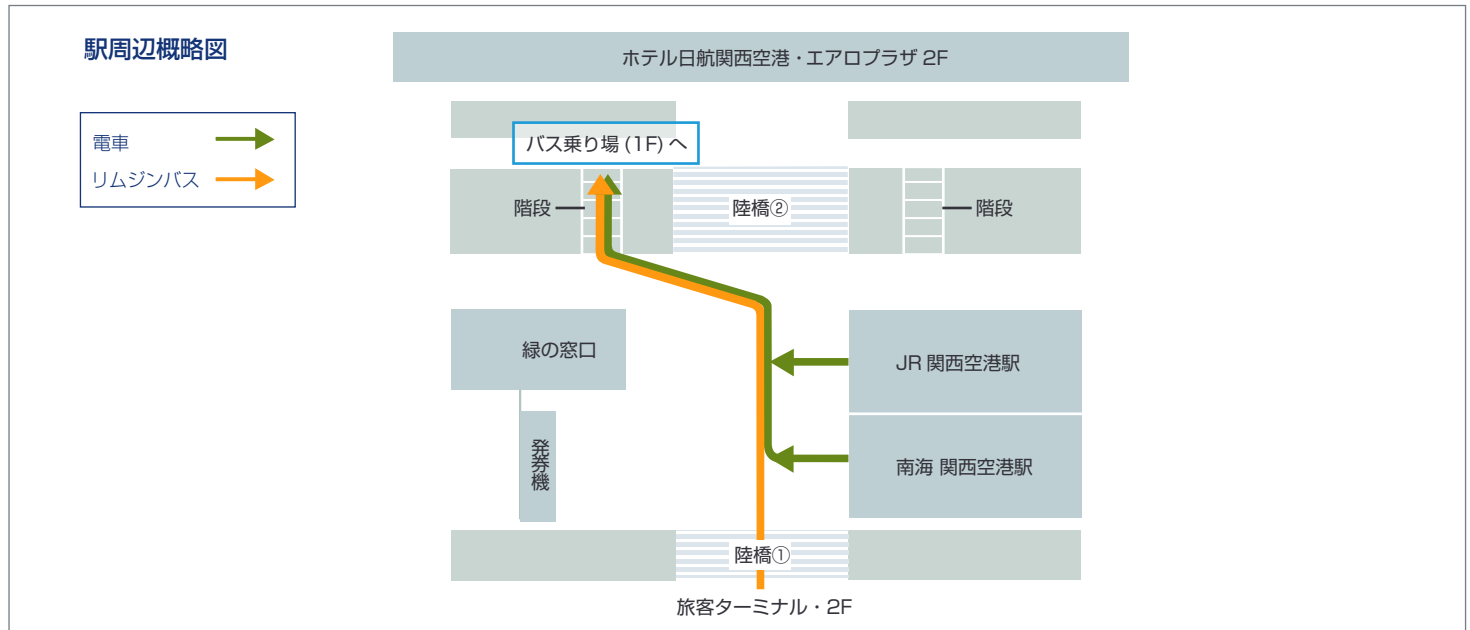 駅周辺概略図
ホテル日航関西空港・エアロプラザ 2F
電車
リムジンバス
バス乗り場 (1F) へ
階段
陸橋②
階段
緑の窓口
JR 関西空港駅
発券機
南海 関西空港駅
陸橋①
旅客ターミナル・2F